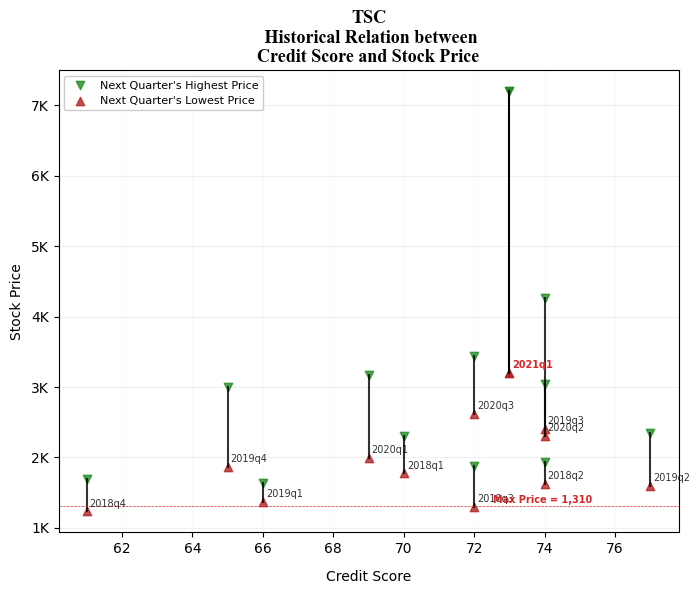 TSC
Historical Relation between
Credit Score and Stock Price
Next Quarter's Highest Price
Next Quarter's Lowest Price
7K
6K
5K
4K
3K
2K
1K
Stock Price
2021q1
2020q3
2019q3
2020q2
2019q4
2020q1
2018q1
2018q2
2019q2
2019q1
2018q3
2018q4
Max Price = 1,310
62 64 66 68 70 72 74 76
Credit Score